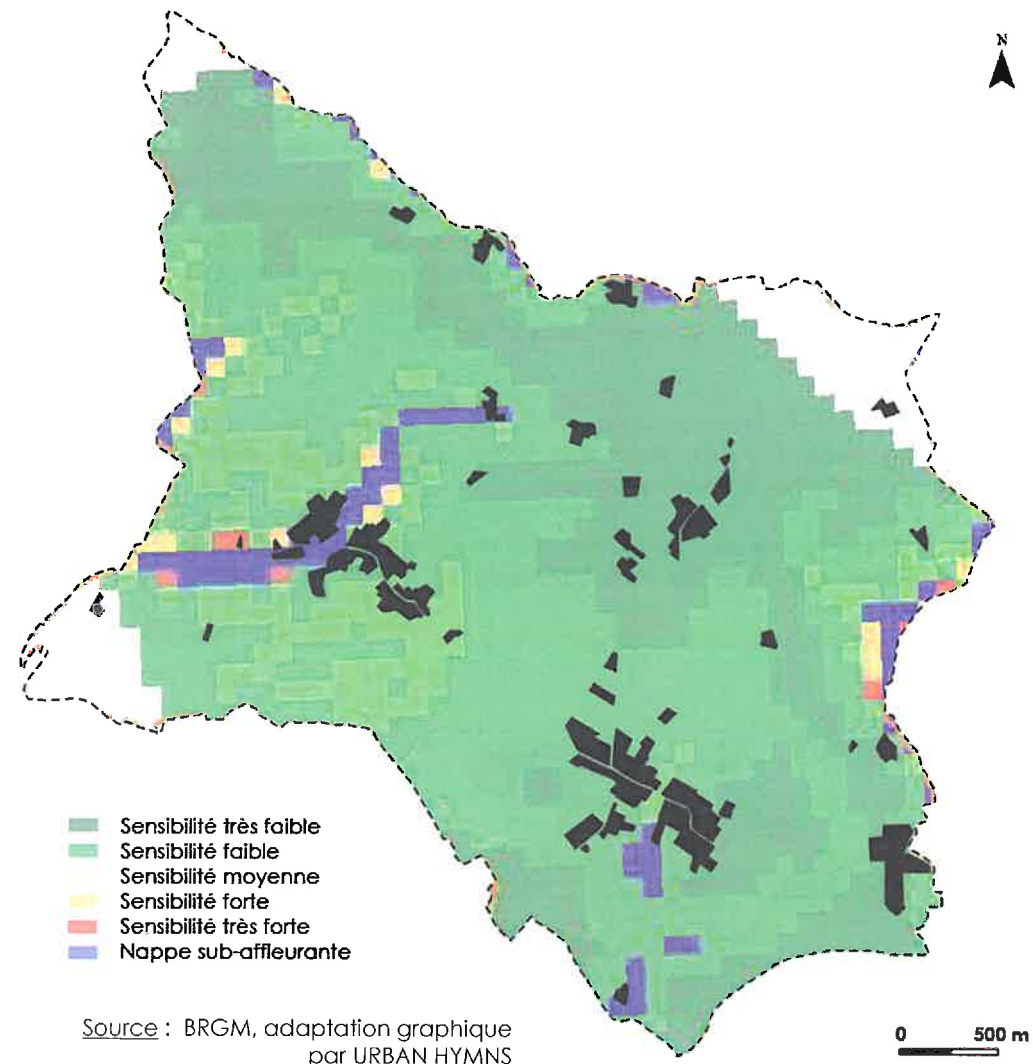 N
Sensibilité très faible
Sensibilité faible
Sensibilité moyenne
Sensibilité forte
Sensibilité très forte
Nappe sub-affleurante
Source : BRGM, adaptation graphique
par URBAN HYMNS
0 500 m